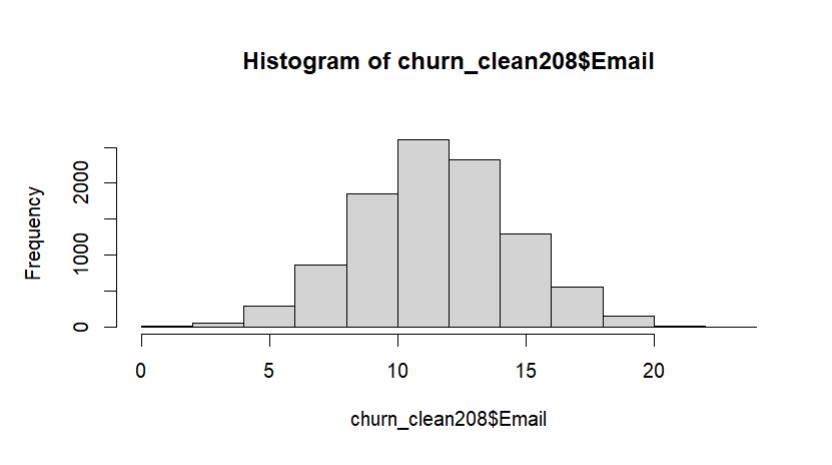 Histogram of churn_clean208$Email
Frequency
0 1000 2000
0 5 10 15 20
churn_clean208$Email